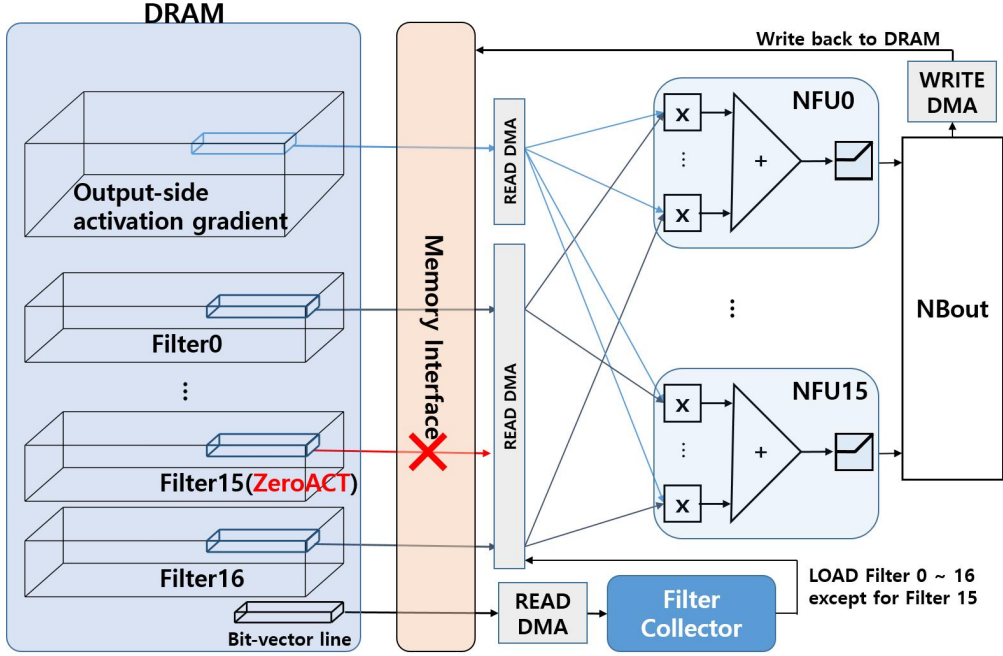 DRAM
Write back to DRAM
WRITE
DMA
NFU0
READ DMA
X
...
X
+
Output-side
activation gradient
Memory Interface
...
NBout
Filter0
READ DMA
...
NFU15
X
...
X
+
Filter15(ZeroACT)
Filter16
LOAD Filter 0 ~ 16
except for Filter 15
READ
DMA
Filter
Collector
Bit-vector line